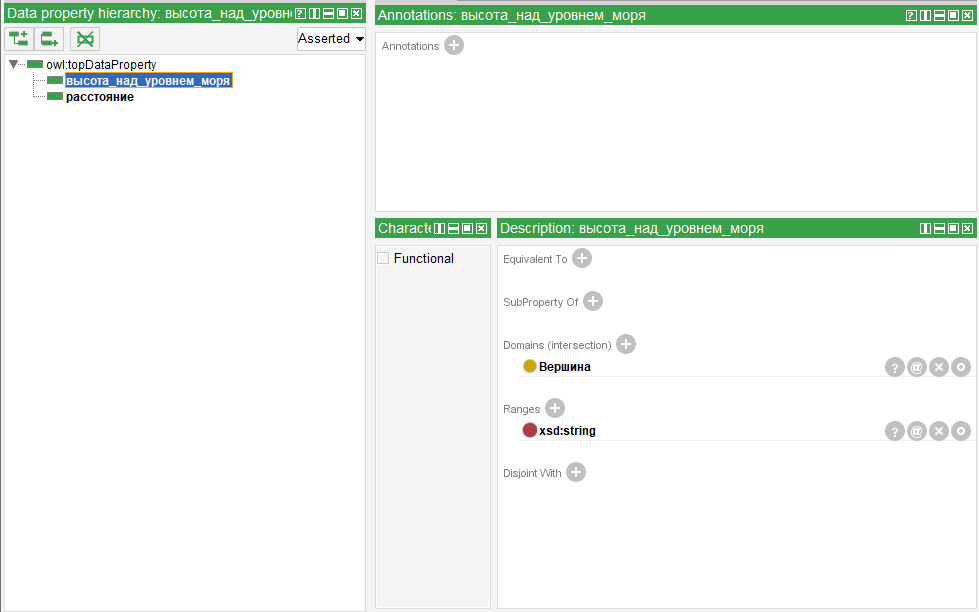 Data property hierarchy: высота_над_уровн
Asserted
owl:topDataProperty
высота_над_уровнем_моря
расстояние
Annotations: высота_над_уровнем_моря
Annotations
Characte
Functional
Description: высота_над_уровнем_моря
Equivalent To
SubProperty Of
Domains (intersection)
Вершина
Ranges
xsd:string
Disjoint With